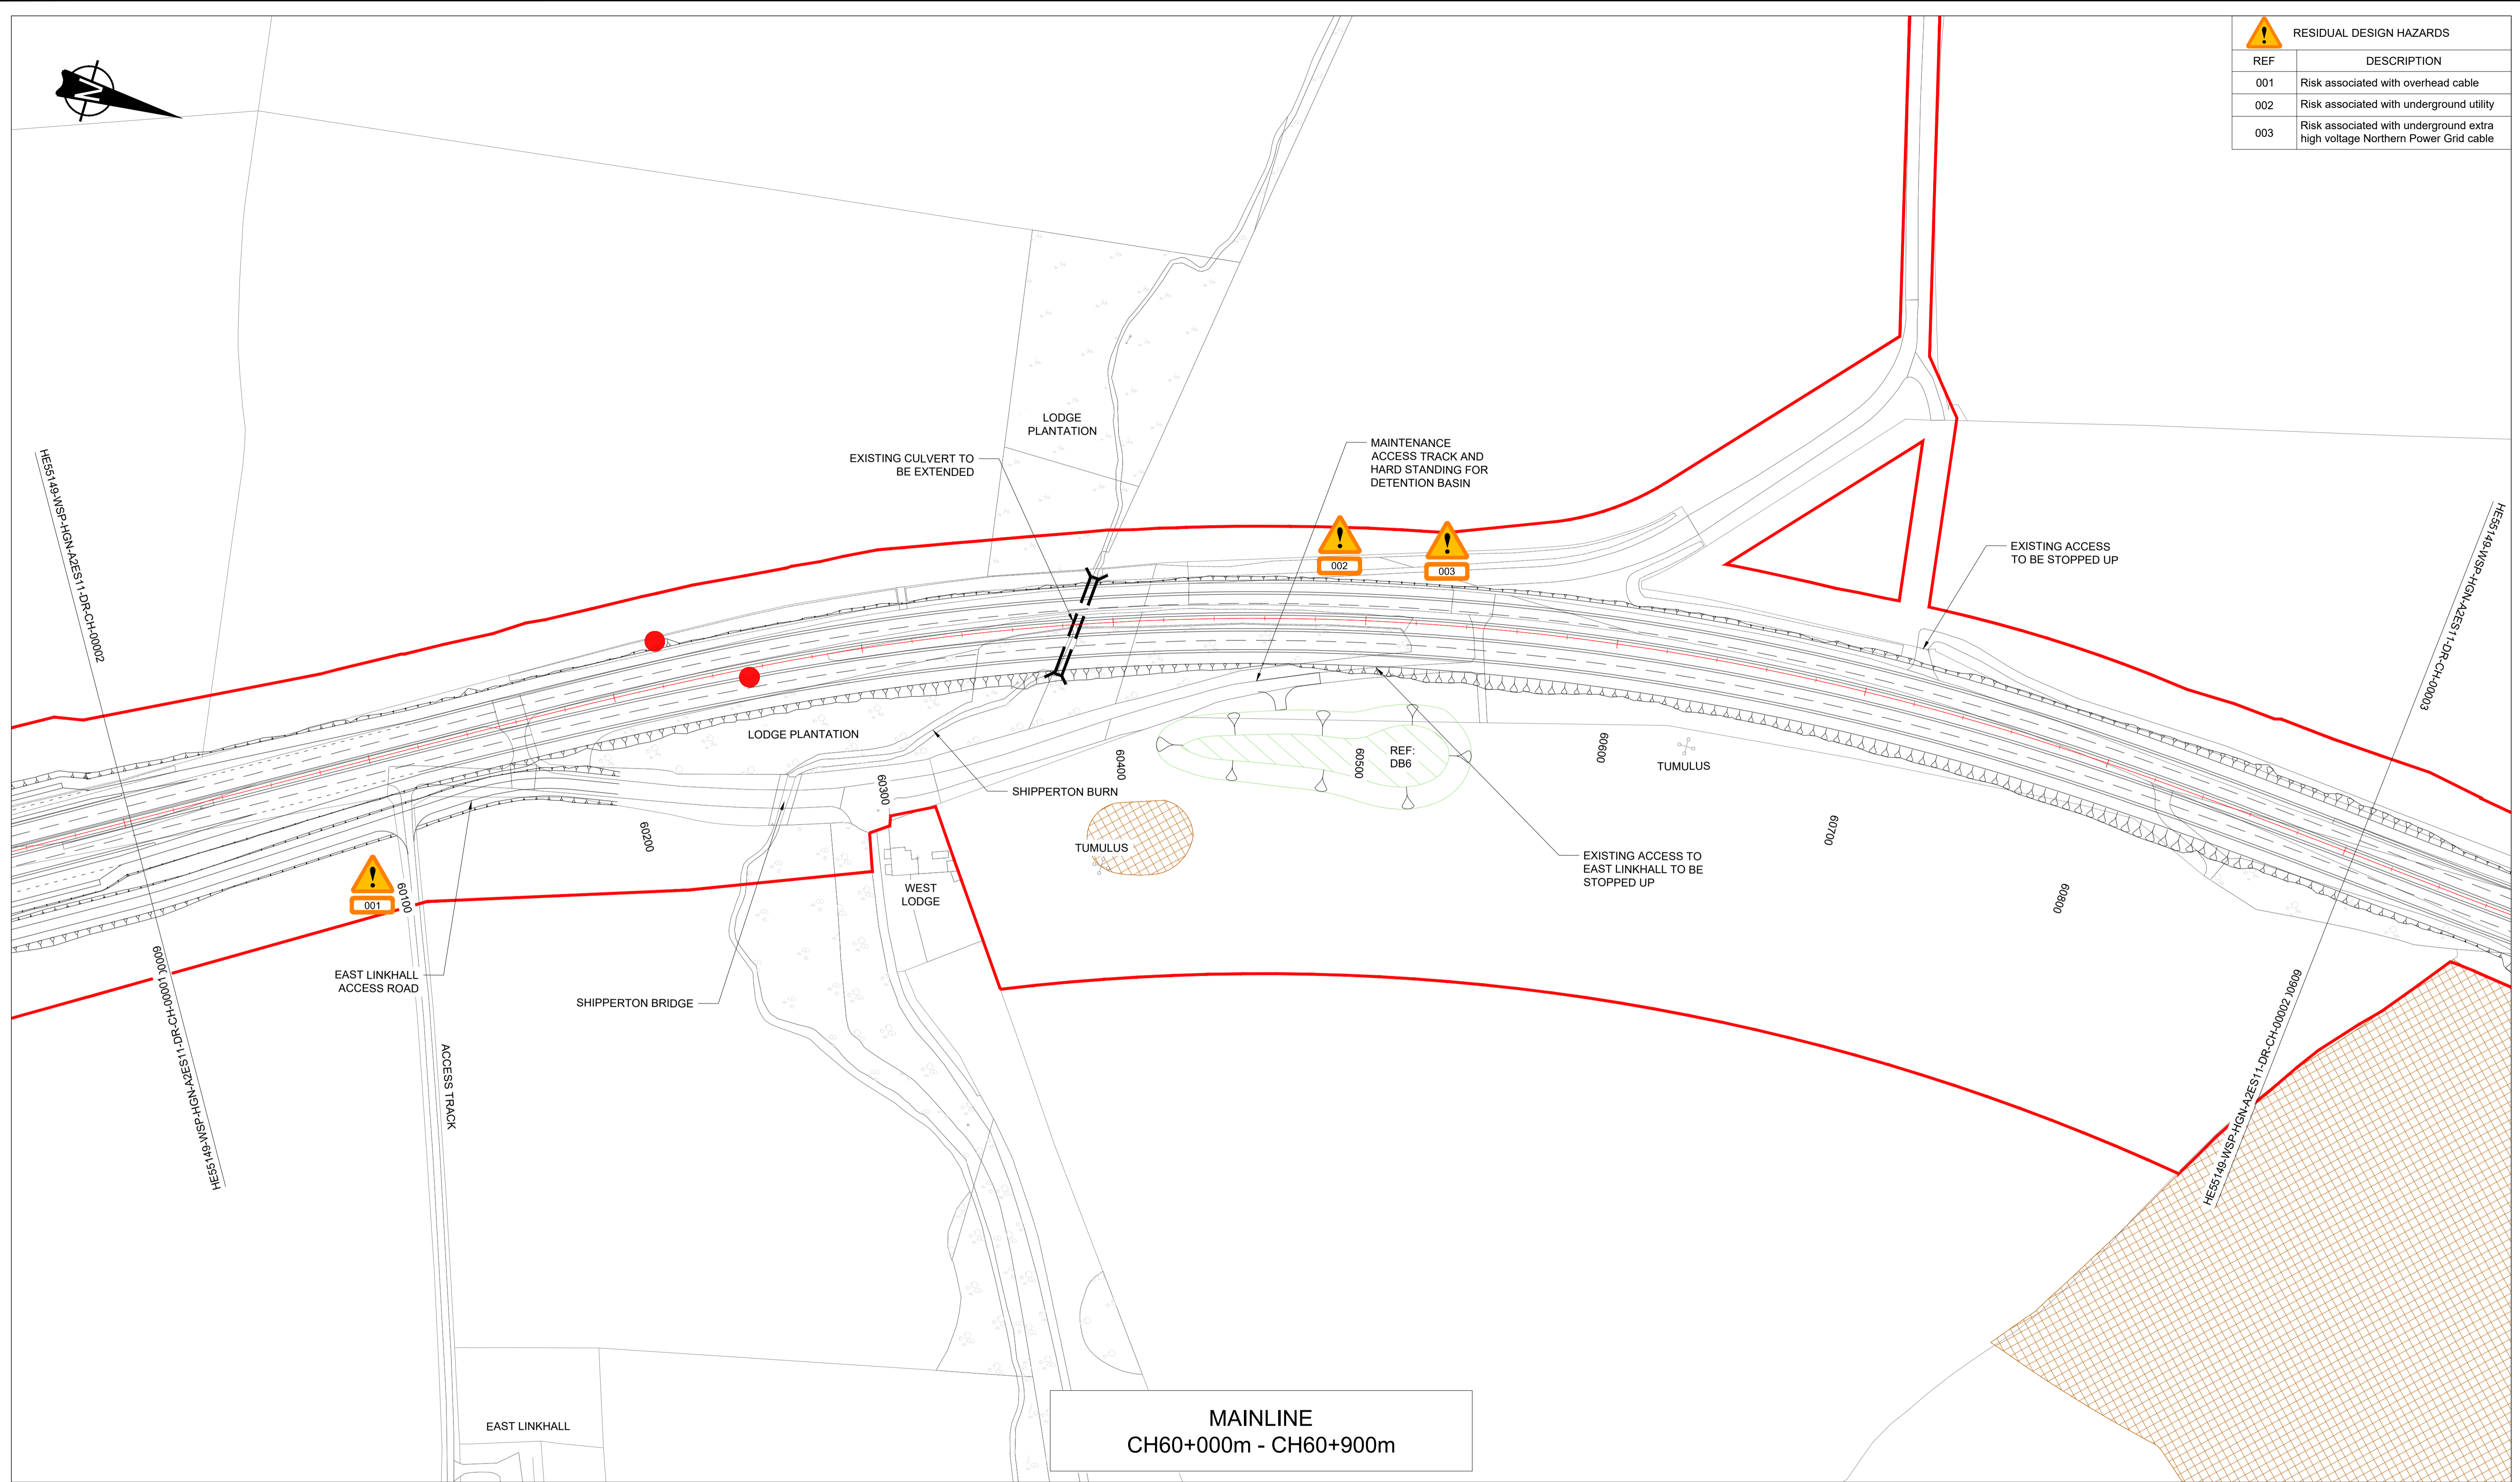 N
RESIDUAL DESIGN HAZARDS
REF DESCRIPTION
001 Risk associated with overhead cable
002 Risk associated with underground utility
003 Risk associated with underground extra
high voltage Northern Power Grid cable
LODGE
PLANTATION
EXISTING CULVERT TO
BE EXTENDED
MAINTENANCE
ACCESS TRACK AND
HARD STANDING FOR
DETENTION BASIN
HE55149-WSP-HGN-A2ES11-DR-CH-00002
HE55149-WSP-HGN-A2ES11-DR-CH-00003
002
003
EXISTING ACCESS
TO BE STOPPED UP
LODGE PLANTATION
REF:
DB6
TUMULUS
SHIPPERTON BURN
60100
60200
60300
60400
60500
60600
60700
60800
TUMULUS
EXISTING ACCESS TO
EAST LINKHALL TO BE
STOPPED UP
WEST
LODGE
001
EAST LINKHALL
ACCESS ROAD
SHIPPERTON BRIDGE
HE55149-WSP-HGN-A2ES11-DR-CH-00001
HE55149-WSP-HGN-A2ES11-DR-CH-00002
ACCESS TRACK
EAST LINKHALL
MAINLINE
CH60+000m - CH60+900m